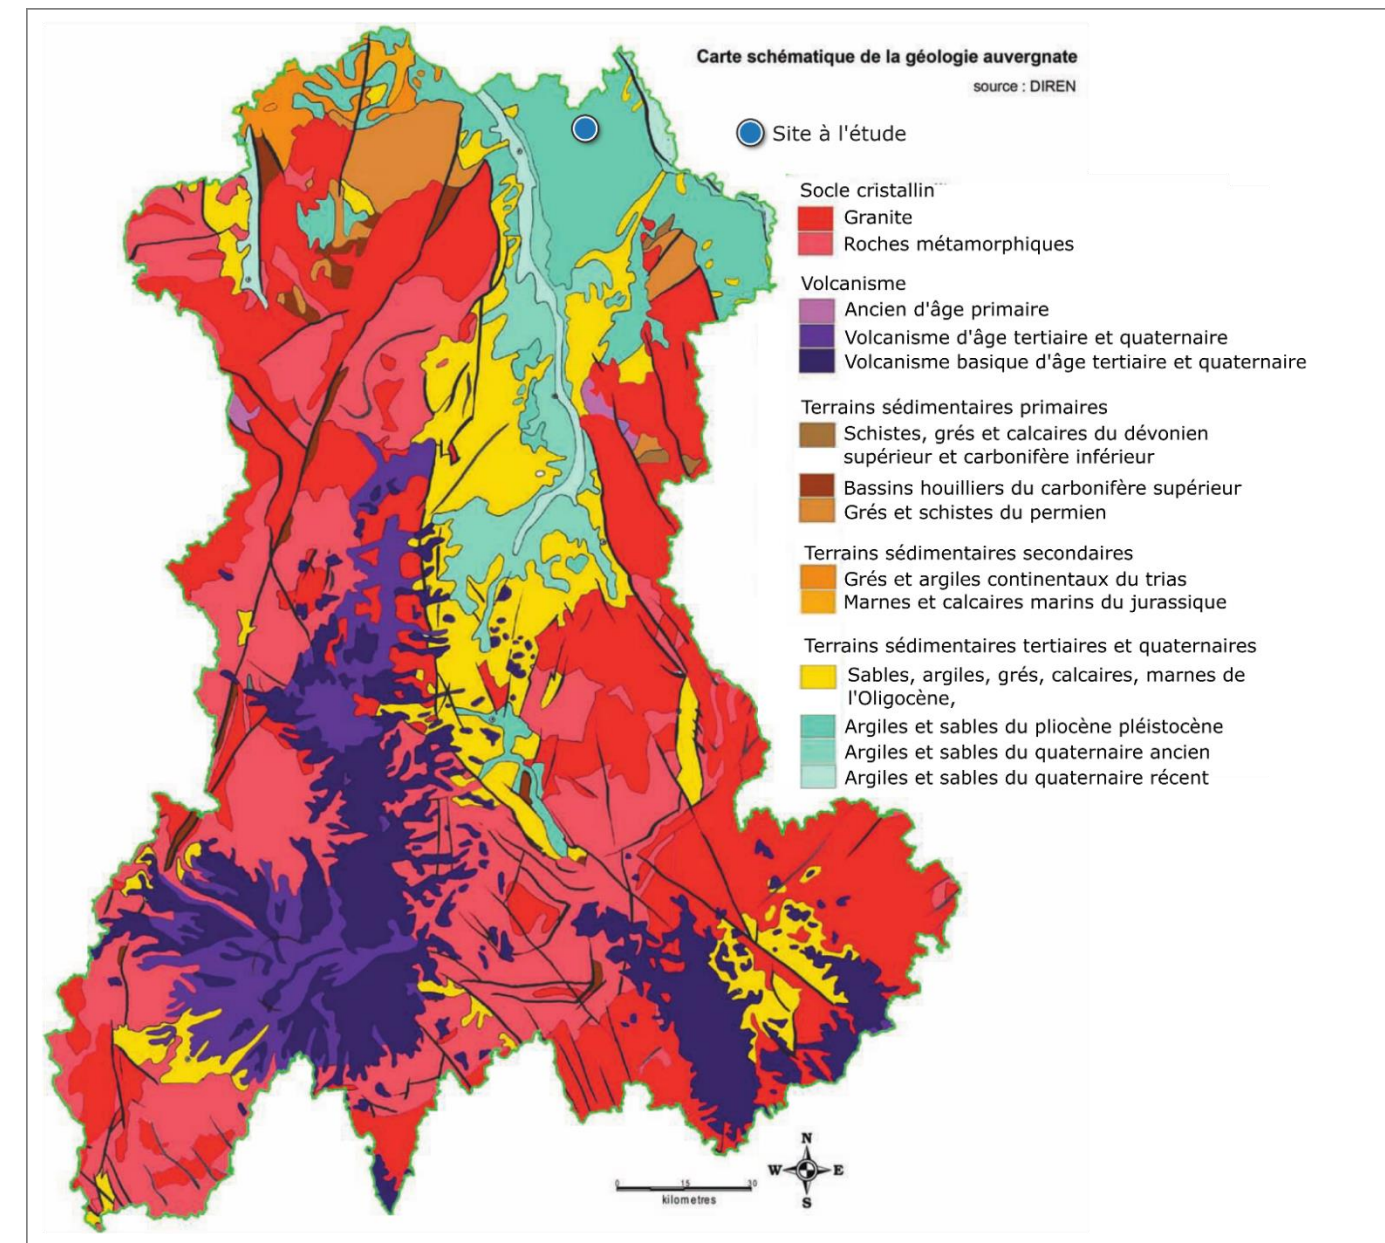 Carte schématique de la géologie auvergnate
source : DIREN
Site à l'étude
Socle cristallin
Granite
Roches métamorphiques
Volcanisme
Ancien d'âge primaire
Volcanisme d'âge tertiaire et quaternaire
Volcanisme basique d'âge tertiaire et quaternaire
Terrains sédimentaires primaires
Schistes, grés et calcaires du dévonien
supérieur et carbonifère inférieur
Bassins houilliers du carbonifère supérieur
Grés et schistes du permien
Terrains sédimentaires secondaires
Grés et argiles continentaux du trias
Marnes et calcaires marins du jurassique
Terrains sédimentaires tertiaires et quaternaires
Sables, argiles, grés, calcaires, marnes de
l'Oligocène,
Argiles et sables du pliocène pléistocène
Argiles et sables du quaternaire ancien
Argiles et sables du quaternaire récent
N
W E
S
0 15 30
kilometres